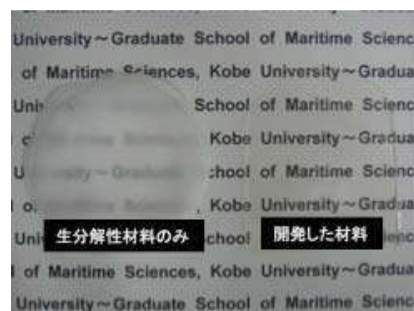 University～Graduate School of Maritime Scienc
of Maritime Sciences, Kobe University～Gradua
School of Maritime Scienc
Kobe University～Gradua
chool of Maritime Scienc
, Kobe University～Gradua
生分解性材料のみ
開発した材料
chool
of Maritime Sciences, Kobe University～Gradua
University～Graduate School of Maritime Scienc